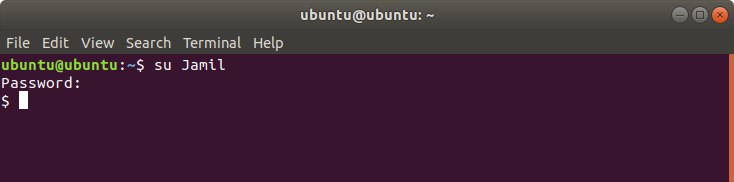 ubuntu@ubuntu: ~
File Edit View Search Terminal Help
ubuntu@ubuntu:~$ su Jamil
Password:
$